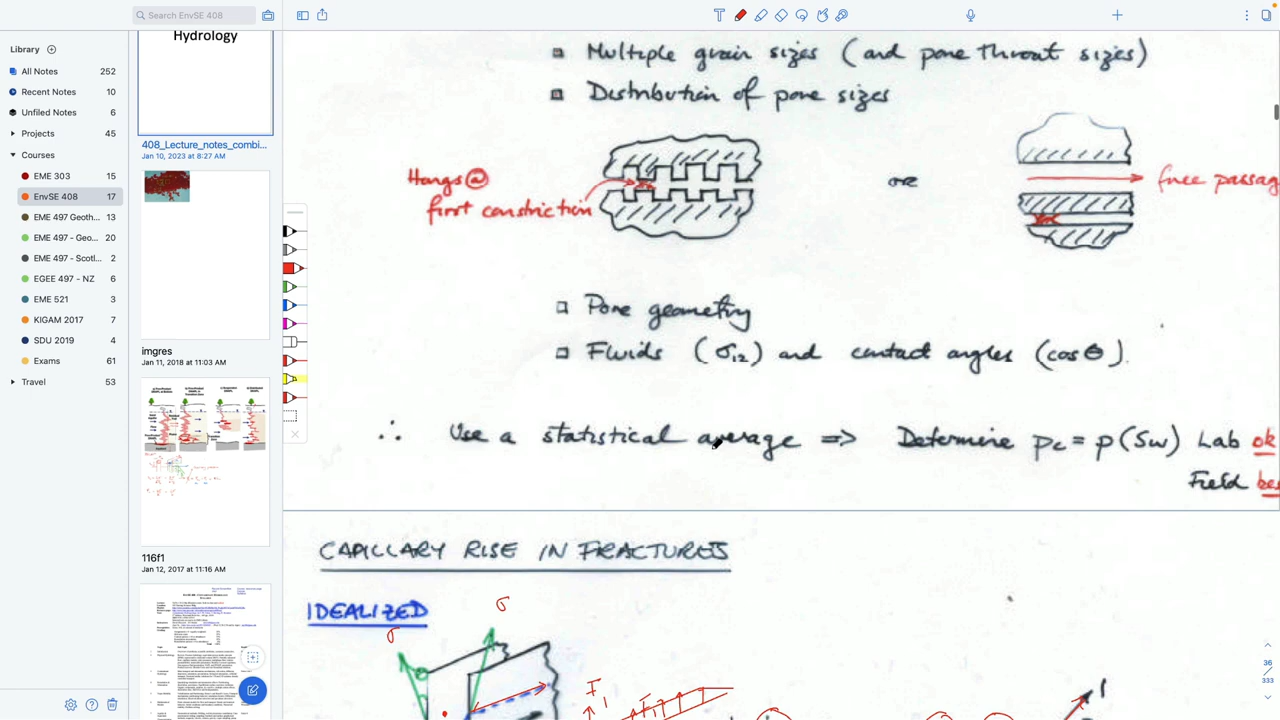 Search EnvSE 408
Library
All Notes 252
Recent Notes 10
Unfiled Notes 6
Projects 45
Courses
EME 303 15
EnvSE 408 17
EME 497 Geoth... 13
EME 497 - Geo... 20
EME 497 - Scotl... 2
EGEE 497 - NZ 6
EME 521 3
KIGAM 2017 7
SDU 2019 4
Exams 61
Travel 53
Hydrology
408_Lecture_notes_combi...
Jan 10, 2023 at 8:27 AM
imgres
Jan 11, 2018 at 11:03 AM
116f1
Jan 12, 2017 at 11:16 AM
Multiple grain sizes (and pore throat sizes)
Distribution of pore sizes
Hangs @
first constriction
or
free passag
Pore geometry
Fluids (σ12) and contact angles (cos θ).
∴ Use a statistical average ⇒ Determine pc = p(Sw) Lab ok
Field bes
CAPILLARY RISE IN FRACTURES
IDEALIZED
σ
σ
F
36
333